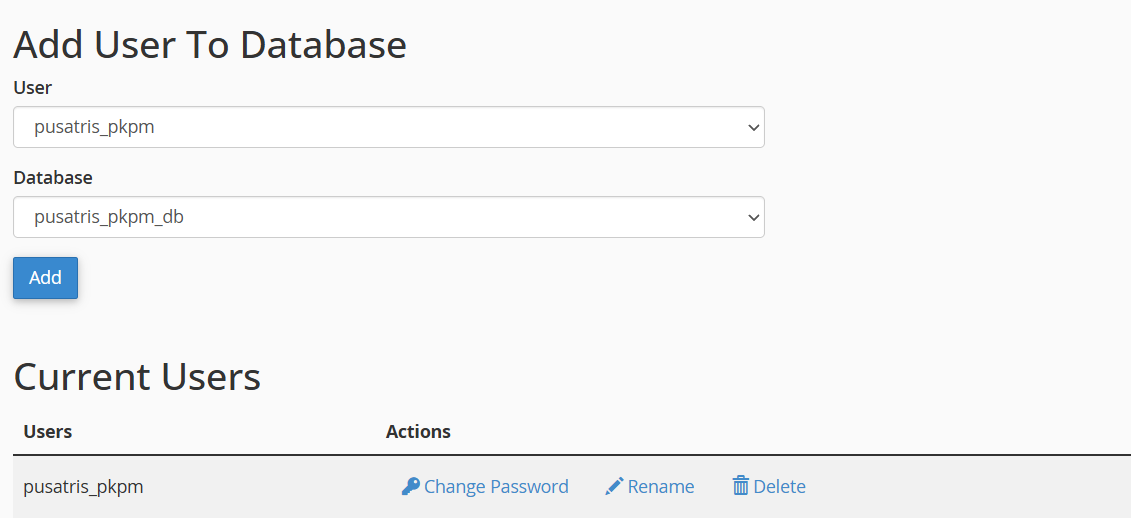 Add User To Database
User
pusatris_pkpm
Database
pusatris_pkpm_db
Add
Current Users
Users Actions
pusatris_pkpm Change Password Rename Delete